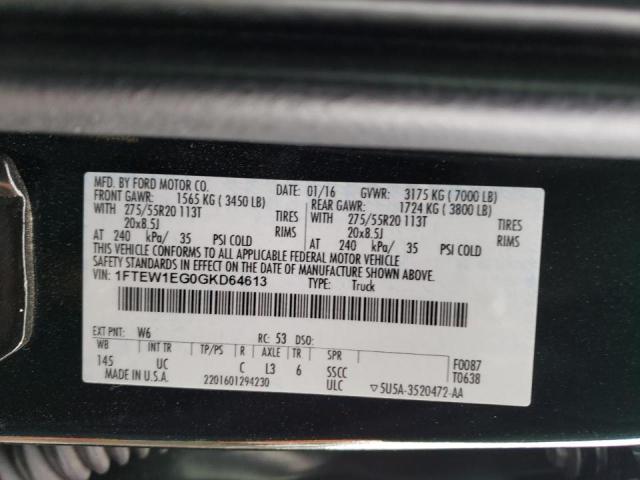 MFD. BY FORD MOTOR CO.
DATE: 01/16 GVWR: 3175 KG ( 7000 LB)
FRONT GAWR: 1565 KG ( 3450 LB) REAR GAWR: 1724 KG ( 3800 LB)
WITH 275/55R20 113T TIRES WITH 275/55R20 113T TIRES
20x8.5J RIMS 20x8.5J RIMS
AT 240 kPa/ 35 PSI COLD AT 240 kPa/ 35 PSI COLD
THIS VEHICLE CONFORMS TO ALL APPLICABLE FEDERAL MOTOR VEHICLE
SAFETY STANDARDS IN EFFECT ON THE DATE OF MANUFACTURE SHOWN ABOVE.
VIN: 1FTEW1EG0GKD64613 TYPE: Truck
EXT PNT: W6 RC: 53 DSO:
WB INT TR TP/PS R AXLE TR SPR F0087
145 UC C L3 6 SSCC T0638
MADE IN U.S.A. 2201601294230 ULC ▽5U5A-3520472-AA